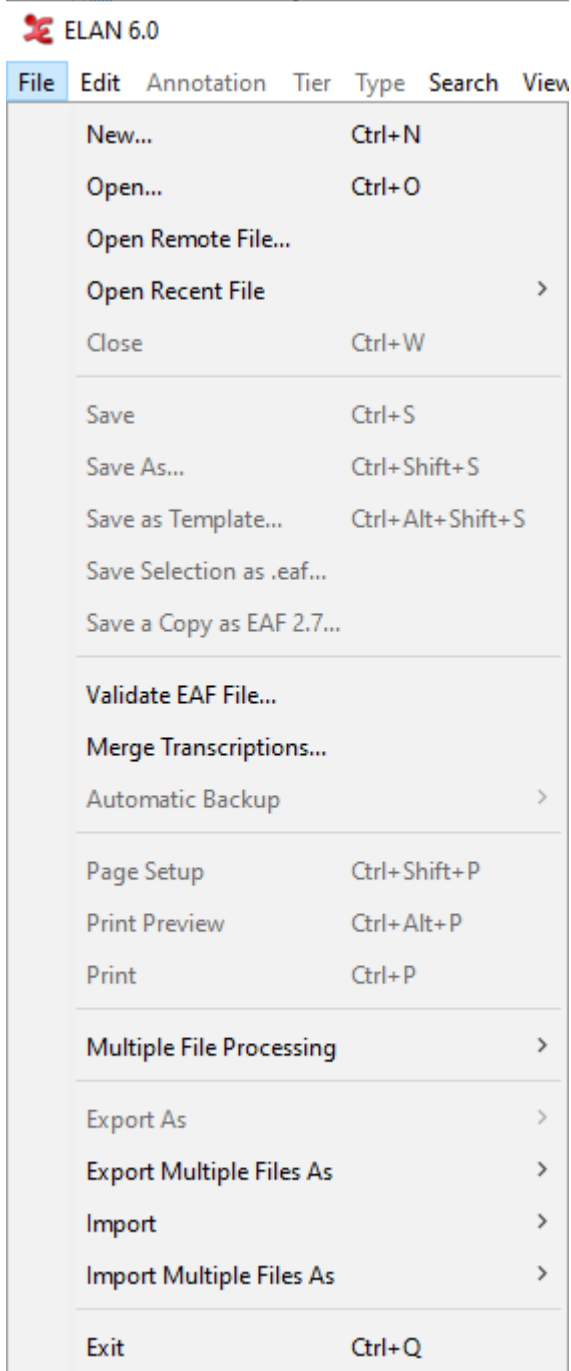 ELAN 6.0
File Edit Annotation Tier Type Search View
New... Ctrl+N
Open... Ctrl+O
Open Remote File...
Open Recent File >
Close Ctrl+W
Save Ctrl+S
Save As... Ctrl+Shift+S
Save as Template... Ctrl+Alt+Shift+S
Save Selection as .eaf...
Save a Copy as EAF 2.7...
Validate EAF File...
Merge Transcriptions...
Automatic Backup >
Page Setup Ctrl+Shift+P
Print Preview Ctrl+Alt+P
Print Ctrl+P
Multiple File Processing >
Export As >
Export Multiple Files As >
Import >
Import Multiple Files As >
Exit Ctrl+Q